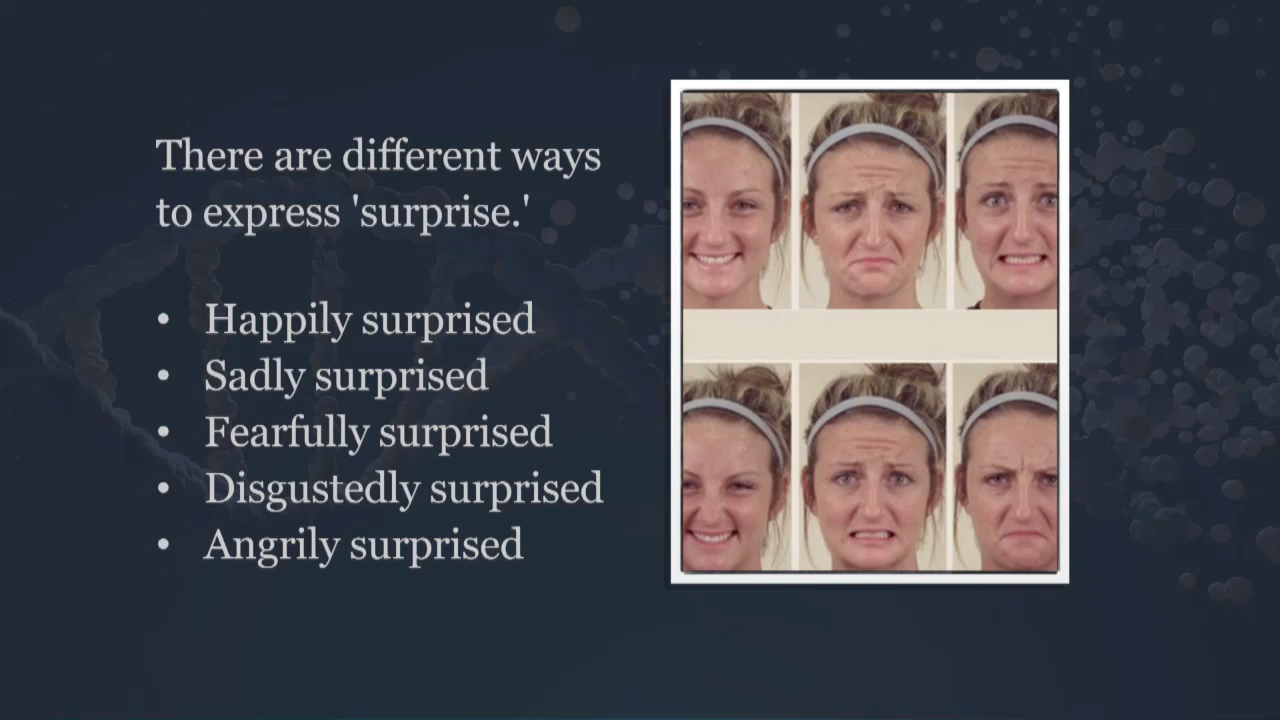 There are different ways
to express 'surprise.'
• Happily surprised
• Sadly surprised
• Fearfully surprised
• Disgustedly surprised
• Angrily surprised